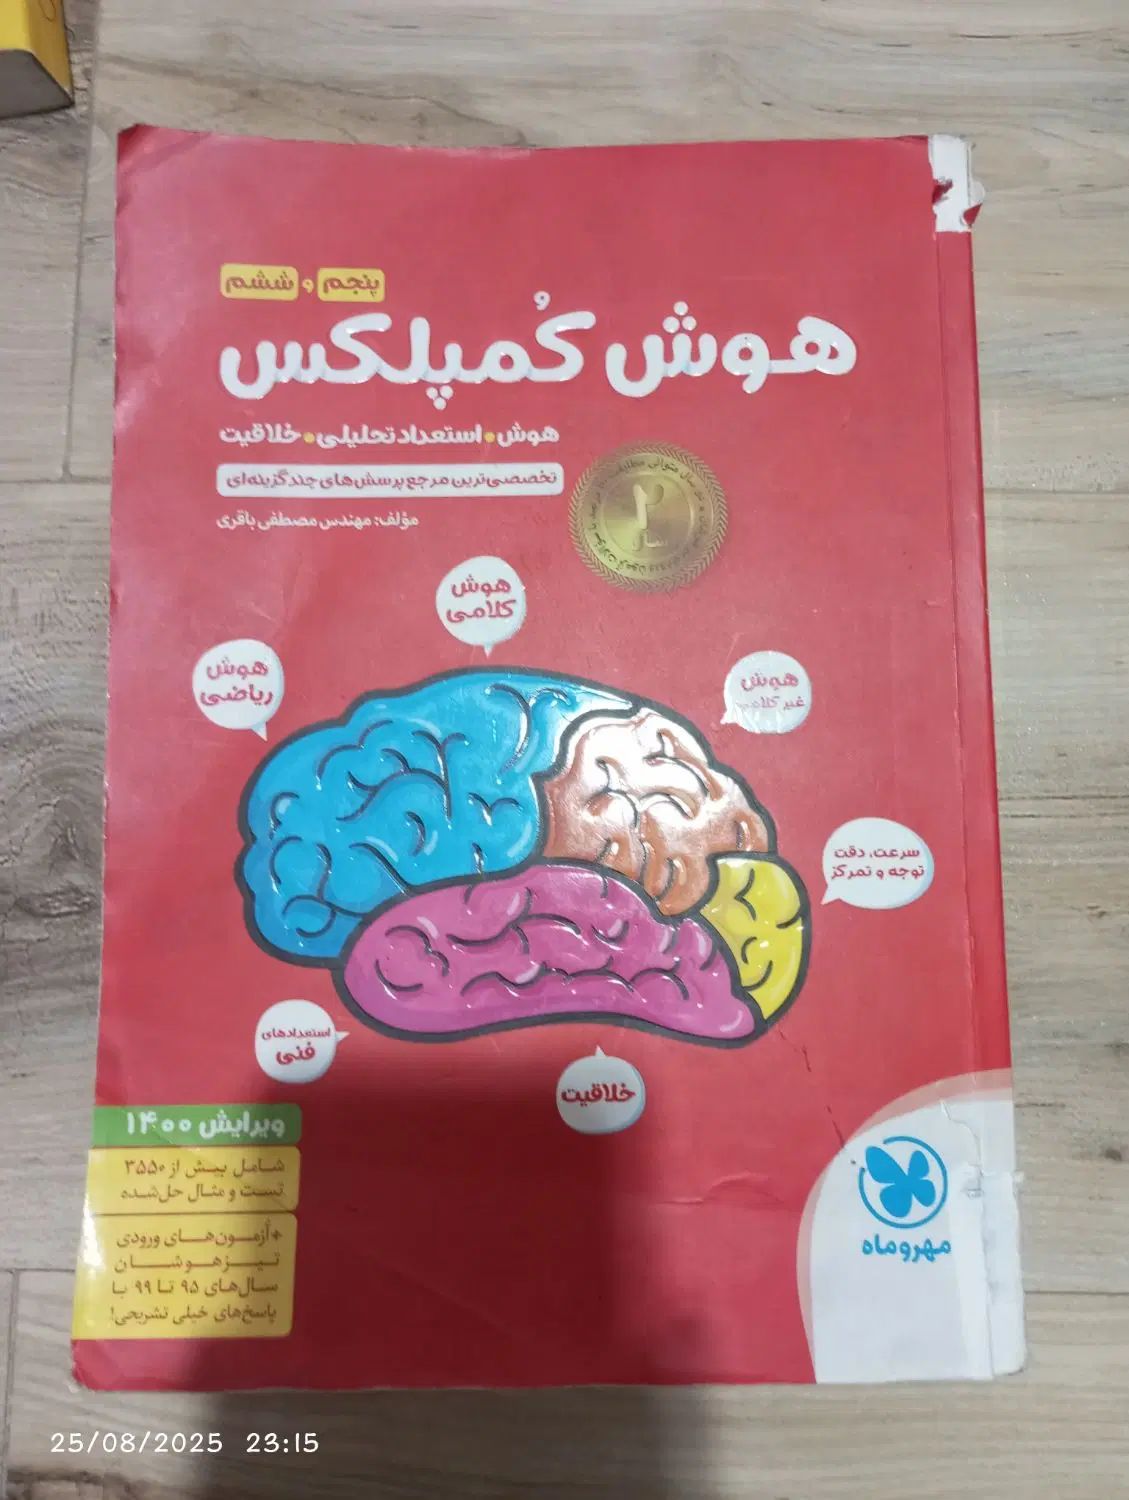 پنجم و ششم
هوش کُمپلکس
هوش • استعداد تحلیلی • خلاقیت
تخصصی‌ترین مرجع پرسش‌های چندگزینه‌ای
مؤلف: مهندس مصطفی باقری
۲
سال
هوش
کلامی
هوش
ریاضی
هوش
غیر کلامی
سرعت، دقت
توجه و تمرکز
استعدادهای
فنی
خلاقیت
ویرایش ۱۴۰۰
شامل بیش از ۳۵۵۰
تست و مثال حل‌شده
+ آزمون‌های ورودی
تیزهوشان
سال‌های ۹۵ تا ۹۹ با
پاسخ‌های خیلی تشریحی!
مهروماه
25/08/2025 23:15